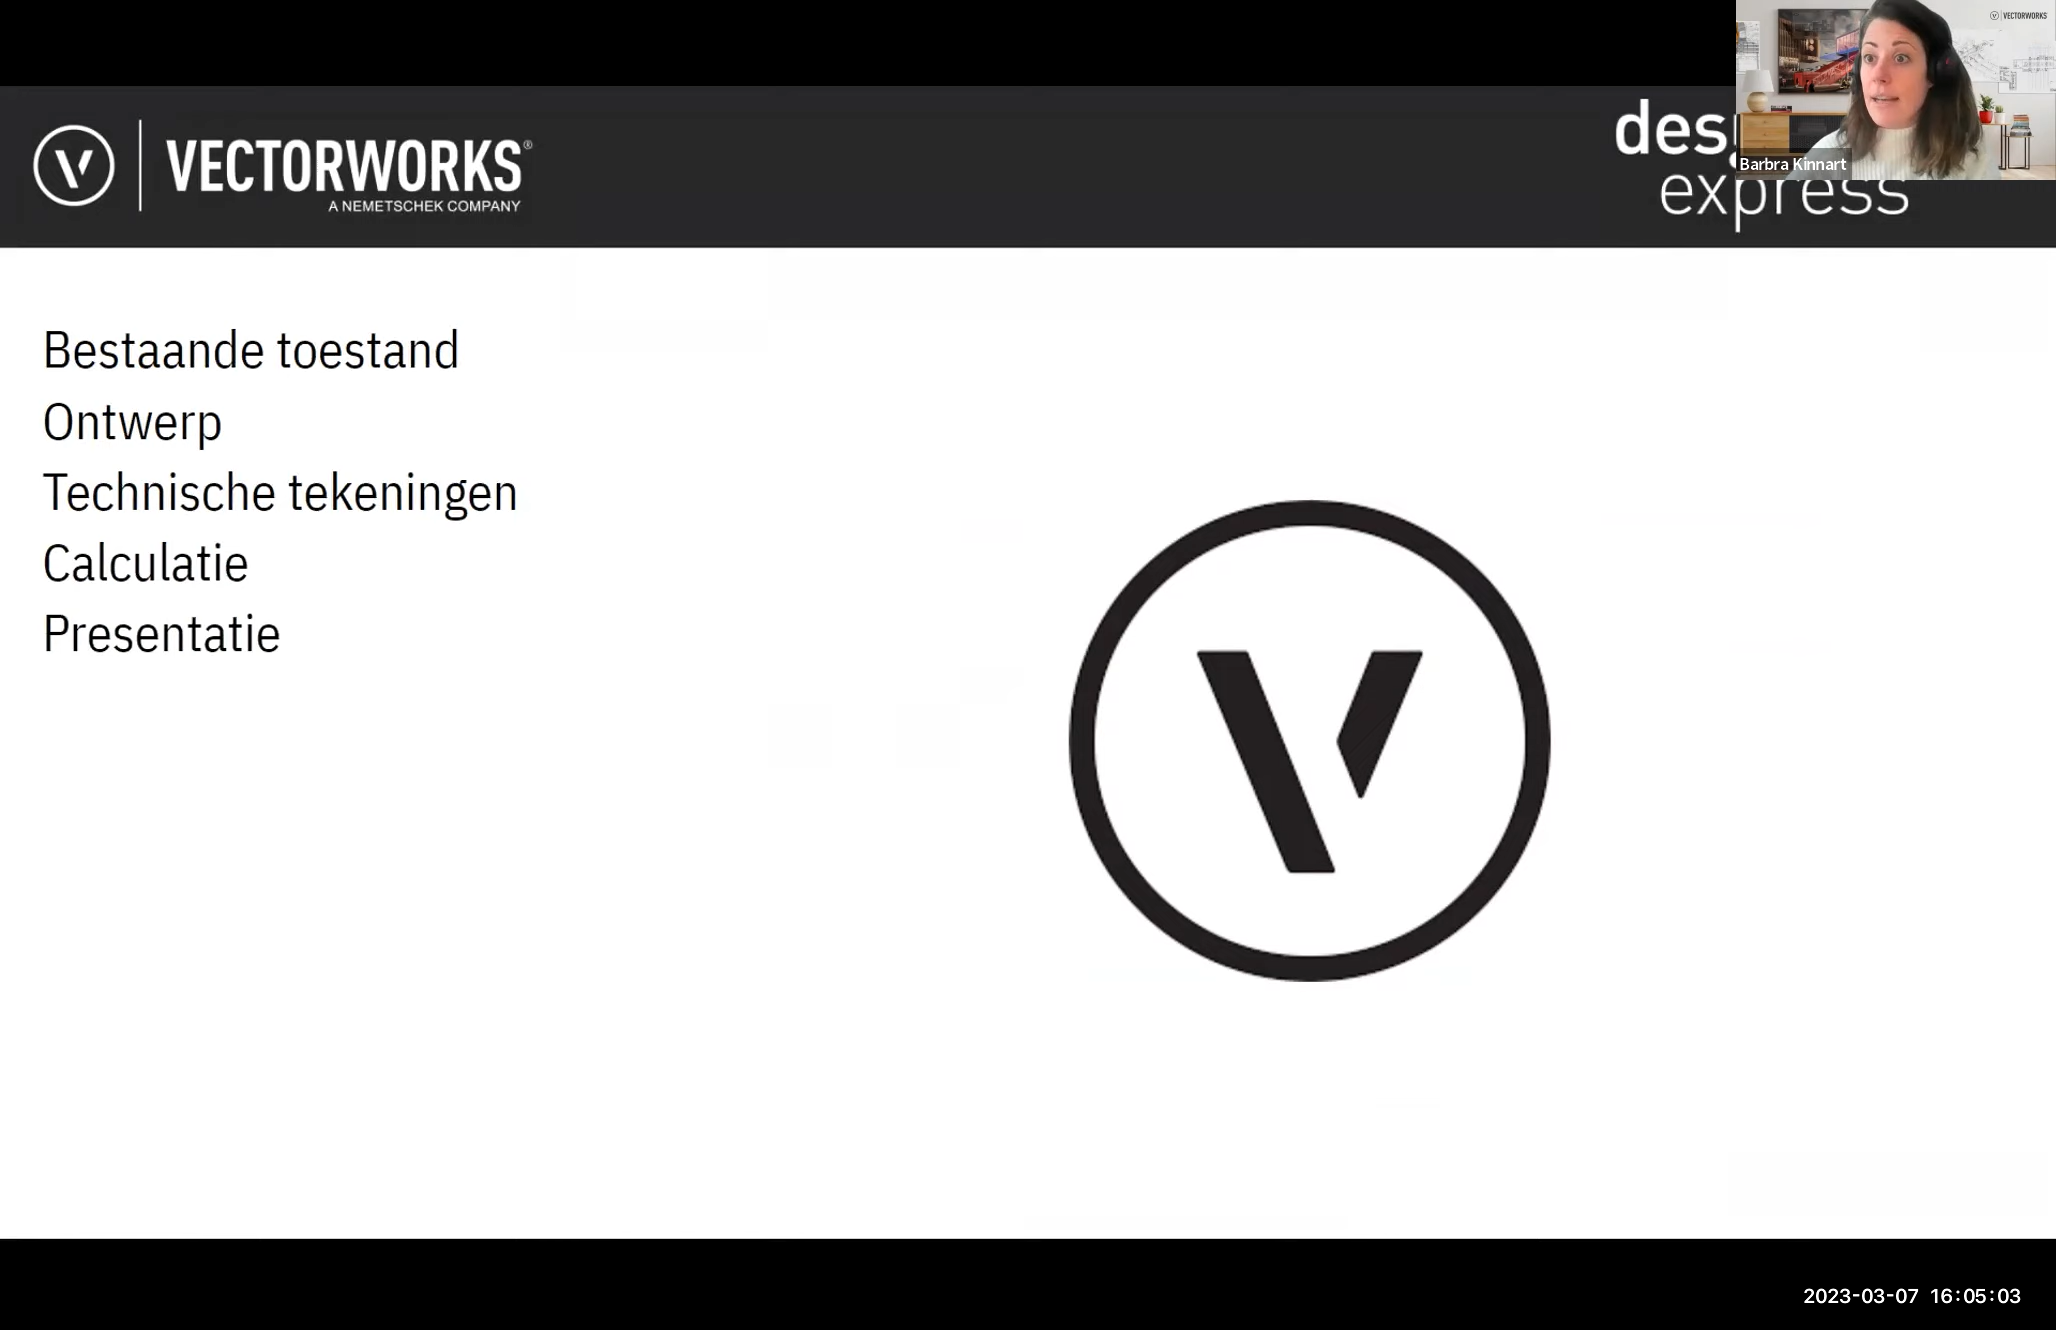 VECTORWORKS
VECTORWORKS®
A NEMETSCHEK COMPANY
express
Barbra Kinnart
Bestaande toestand
Ontwerp
Technische tekeningen
Calculatie
Presentatie
2023-03-07 16:05:03